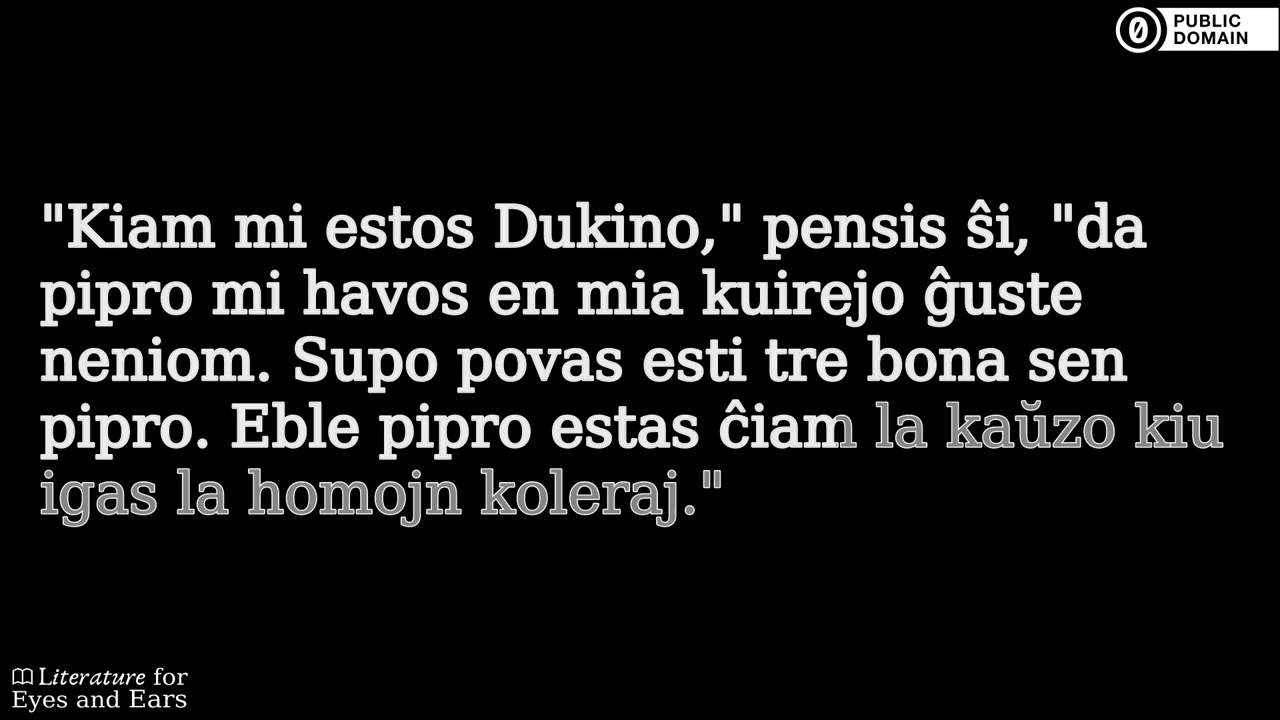 PUBLIC
DOMAIN
"Kiam mi estos Dukino," pensis ŝi, "da
pipro mi havos en mia kuirejo ĝuste
neniom. Supo povas esti tre bona sen
pipro. Eble pipro estas ĉiam la kaŭzo kiu
igas la homojn koleraj."
Literature for
Eyes and Ears